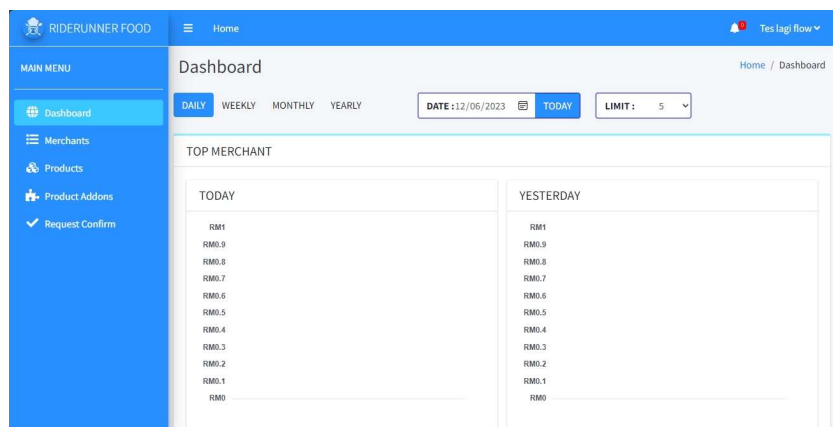 RIDERUNNER FOOD
Home
0
Tes lagi flow
MAIN MENU
Dashboard
Merchants
Products
Product Addons
Request Confirm
Dashboard
Home / Dashboard
DAILY WEEKLY MONTHLY YEARLY
DATE : 12/06/2023 TODAY
LIMIT : 5
TOP MERCHANT
TODAY
RM1
RM0.9
RM0.8
RM0.7
RM0.6
RM0.5
RM0.4
RM0.3
RM0.2
RM0.1
RM0
YESTERDAY
RM1
RM0.9
RM0.8
RM0.7
RM0.6
RM0.5
RM0.4
RM0.3
RM0.2
RM0.1
RM0